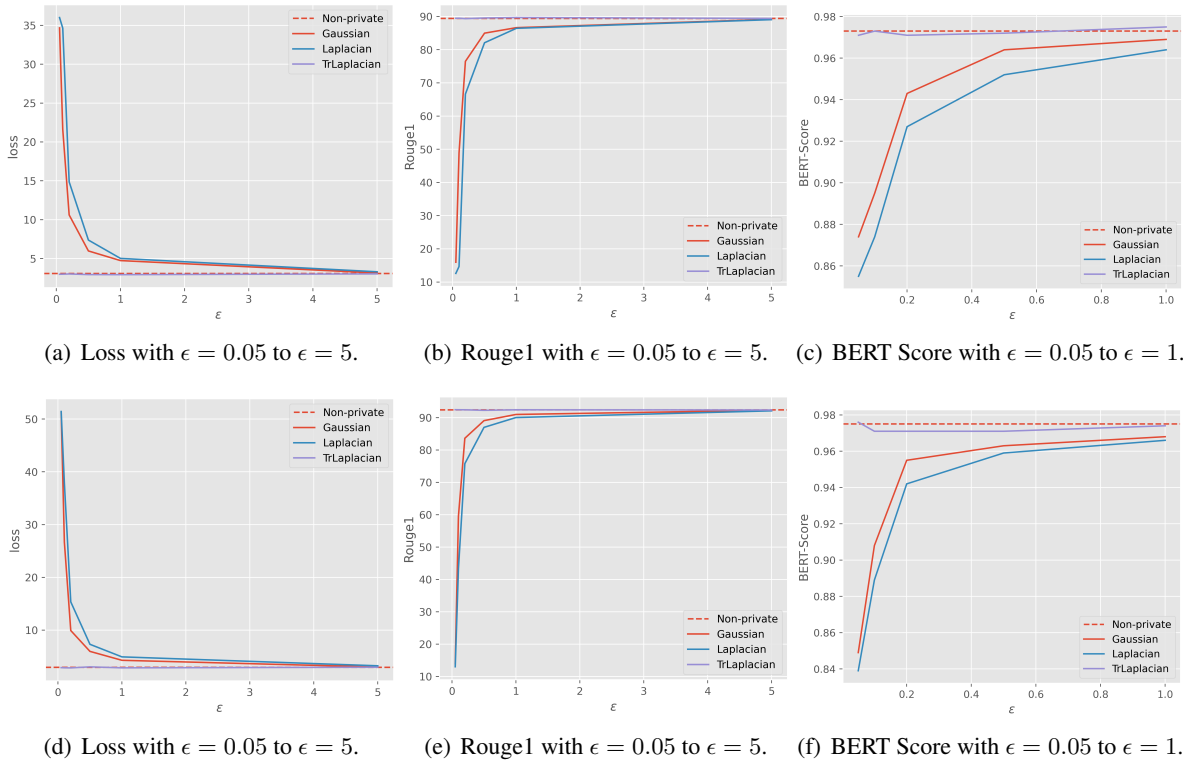 35
30
25
20
15
10
5
loss
0
1
2
3
4
5
ε
Non-private
Gaussian
Laplacian
TrLaplacian
90
80
70
60
50
40
30
20
10
Rouge1
0
1
2
3
4
5
ε
Non-private
Gaussian
Laplacian
TrLaplacian
0.98
0.96
0.94
0.92
0.90
0.88
0.86
BERT-Score
0.2
0.4
0.6
0.8
1.0
ε
Non-private
Gaussian
Laplacian
TrLaplacian
(a) Loss with ϵ = 0.05 to ϵ = 5.
(b) Rouge1 with ϵ = 0.05 to ϵ = 5.
(c) BERT Score with ϵ = 0.05 to ϵ = 1.
50
40
30
20
10
loss
0
1
2
3
4
5
ε
Non-private
Gaussian
Laplacian
TrLaplacian
90
80
70
60
50
40
30
20
10
Rouge1
0
1
2
3
4
5
ε
Non-private
Gaussian
Laplacian
TrLaplacian
0.98
0.96
0.94
0.92
0.90
0.88
0.86
0.84
BERT-Score
0.2
0.4
0.6
0.8
1.0
ε
Non-private
Gaussian
Laplacian
TrLaplacian
(d) Loss with ϵ = 0.05 to ϵ = 5.
(e) Rouge1 with ϵ = 0.05 to ϵ = 5.
(f) BERT Score with ϵ = 0.05 to ϵ = 1.